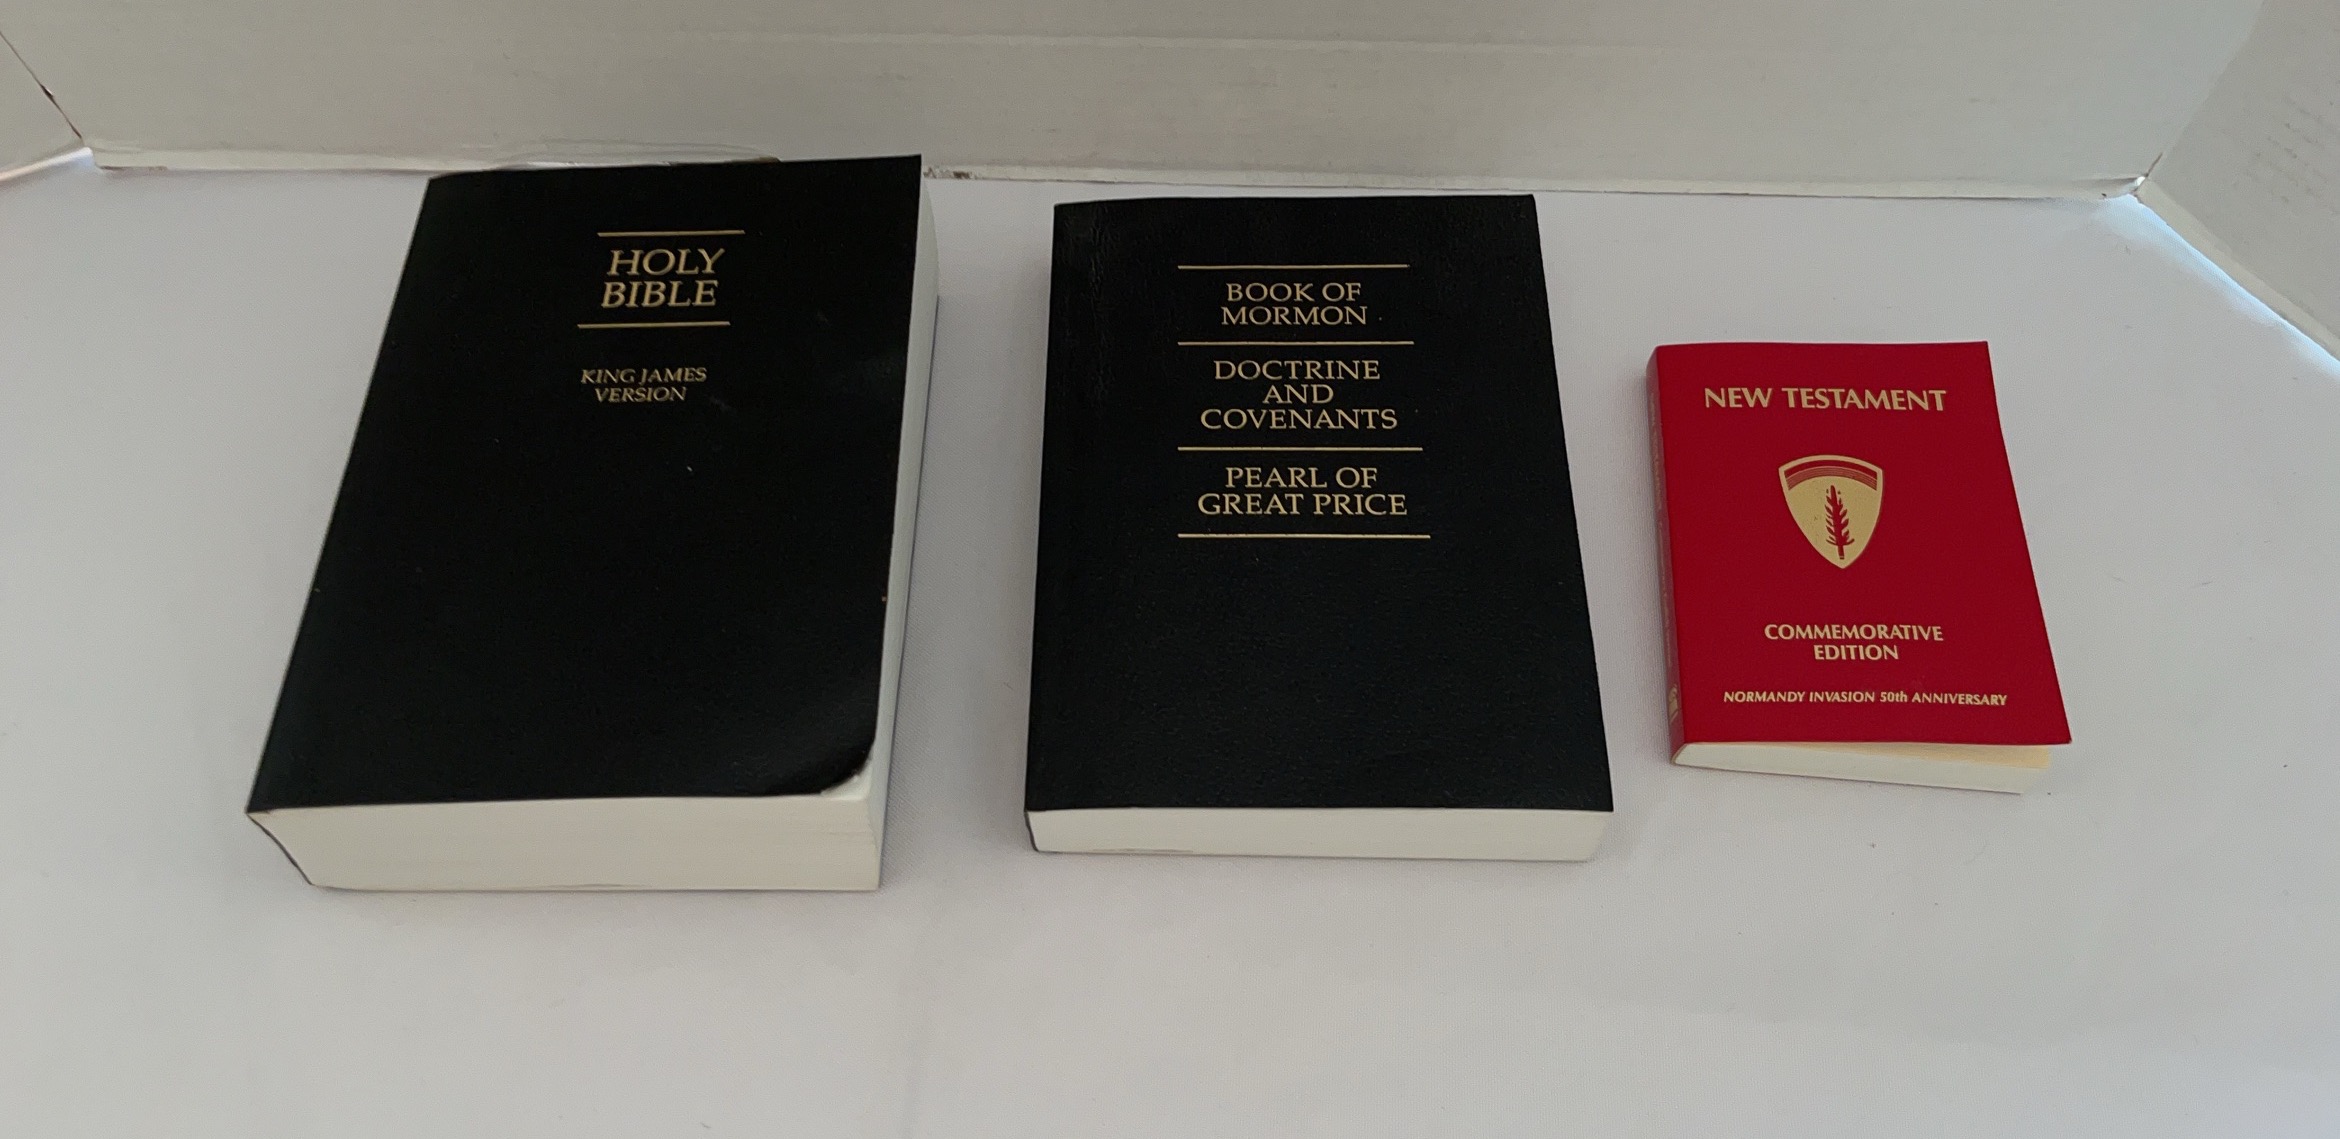 HOLY
BIBLE
KING JAMES
VERSION
BOOK OF
MORMON
DOCTRINE
AND
COVENANTS
PEARL OF
GREAT PRICE
NEW TESTAMENT
COMMEMORATIVE
EDITION
NORMANDY INVASION 50th ANNIVERSARY